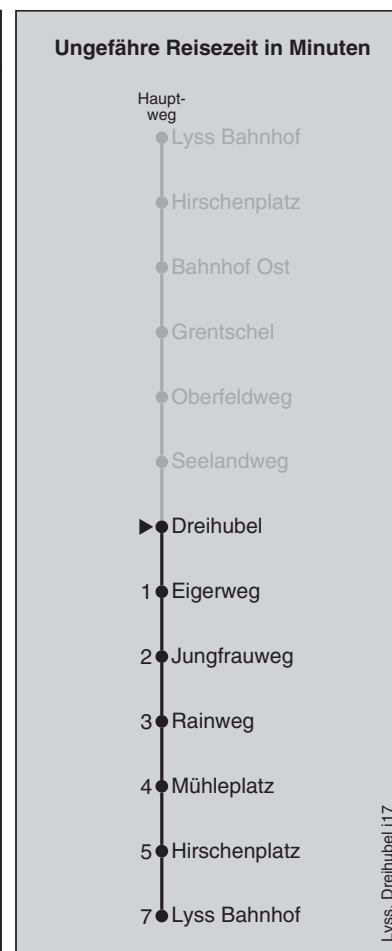 Ungefähre Reisezeit in Minuten
Haupt-
weg
Lyss Bahnhof
Hirschenplatz
Bahnhof Ost
Grentschel
Oberfeldweg
Seelandweg
Dreihubel
1 Eigerweg
2 Jungfrauweg
3 Rainweg
4 Mühleplatz
5 Hirschenplatz
7 Lyss Bahnhof
Lyss, Dreihubel j17